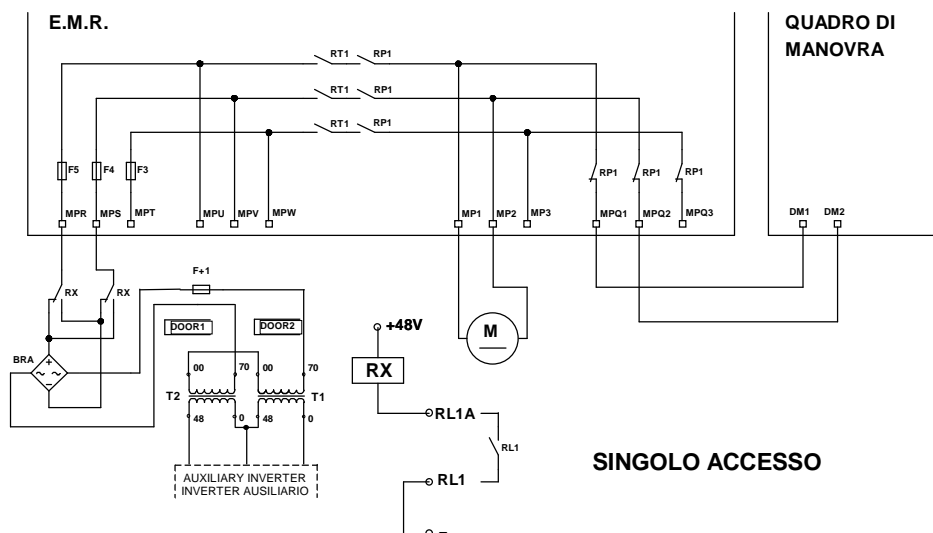 E.M.R.
QUADRO DI
MANOVRA
RT1 RP1
RT1 RP1
RT1 RP1
F5 F4 F3 RP1 RP1 RP1
MPR MPS MPT MPU MPV MPW MP1 MP2 MP3 MPQ1 MPQ2 MPQ3 DM1 DM2
RX RX F+1
DOOR1 DOOR2 +48V M
BRA + ~ ~ −
00 70 00 70 RX
T2 T1
48 0 48 0 RL1A
RL1
AUXILIARY INVERTER
INVERTER AUSILIARIO
SINGOLO ACCESSO
RL1